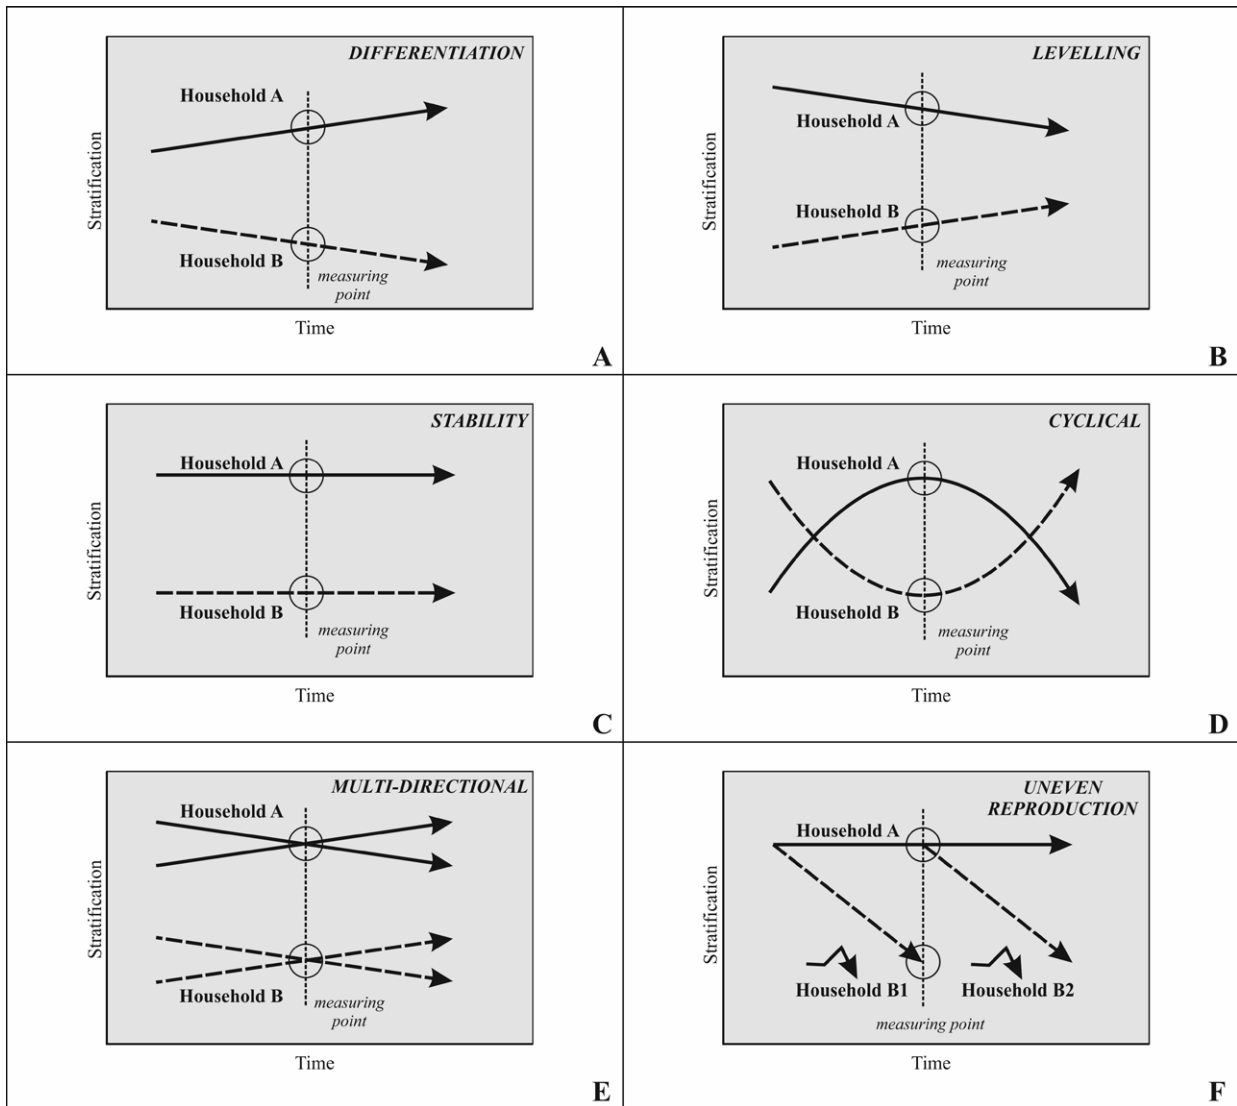 DIFFERENTIATION
Household A
Stratification
Household B
measuring
point
Time
A
LEVELLING
Household A
Stratification
Household B
measuring
point
Time
B
STABILITY
Household A
Stratification
Household B
measuring
point
Time
C
CYCLICAL
Household A
Stratification
Household B
measuring
point
Time
D
MULTI-DIRECTIONAL
Household A
Stratification
Household B
measuring
point
Time
E
UNEVEN
REPRODUCTION
Household A
Stratification
Household B1
Household B2
measuring point
Time
F